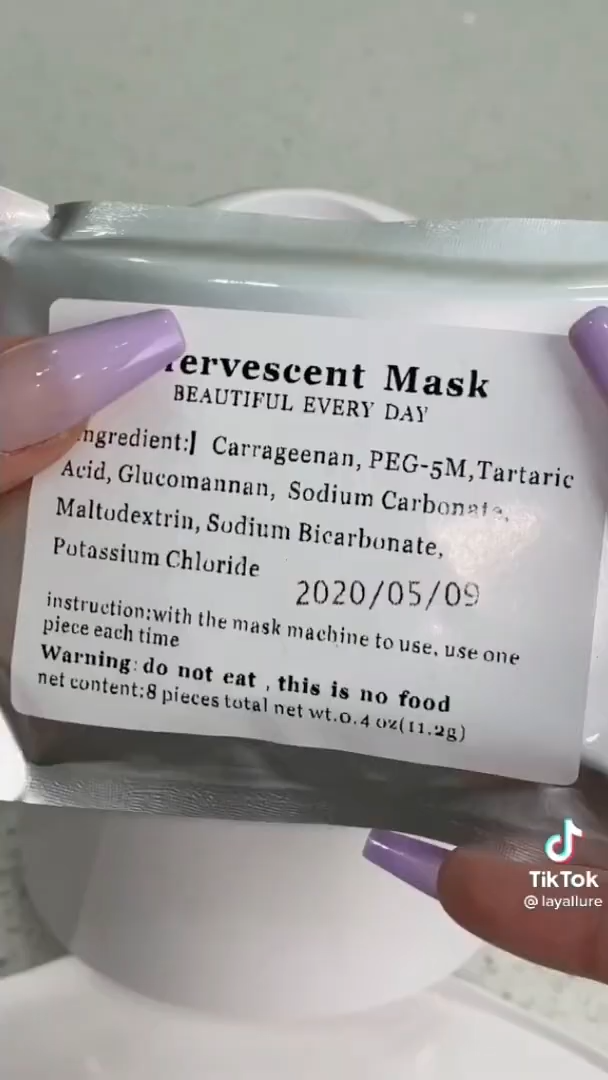 fervescent Mask
BEAUTIFUL EVERY DAY
ngredient:] Carrageenan, PEG-5M,Tartaric
Acid, Glucomannan, Sodium Carbonate,
Maltodextrin, Sodium Bicarbonate,
Potassium Chloride
2020/05/09
instruction:with the mask machine to use, use one
piece each time
Warning: do not eat , this is no food
net content:8 pieces total net wt.0.4 oz(11.2g)
TikTok
@ layallure